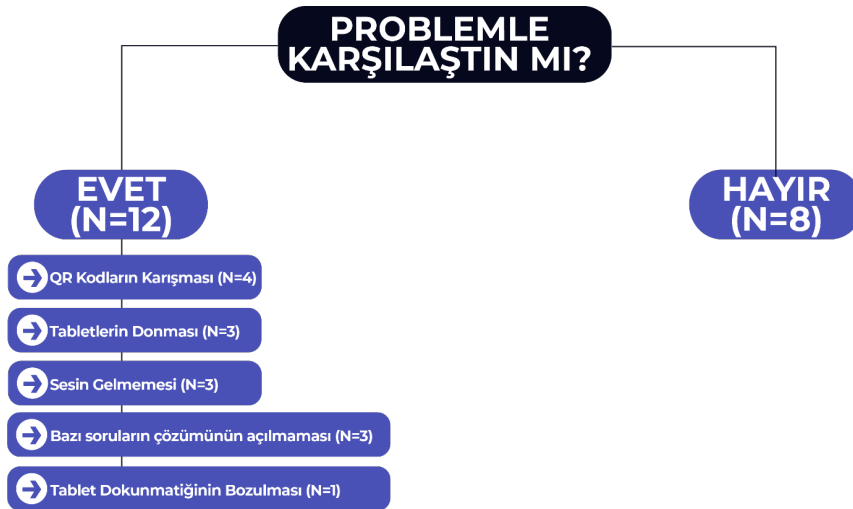 PROBLEMLE
KARŞILAŞTIN MI?
EVET
(N=12)
HAYIR
(N=8)
QR Kodların Karışması (N=4)
Tabletlerin Donması (N=3)
Sesin Gelmemesi (N=3)
Bazı soruların çözümünün açılmaması (N=3)
Tablet Dokunmatiğinin Bozulması (N=1)